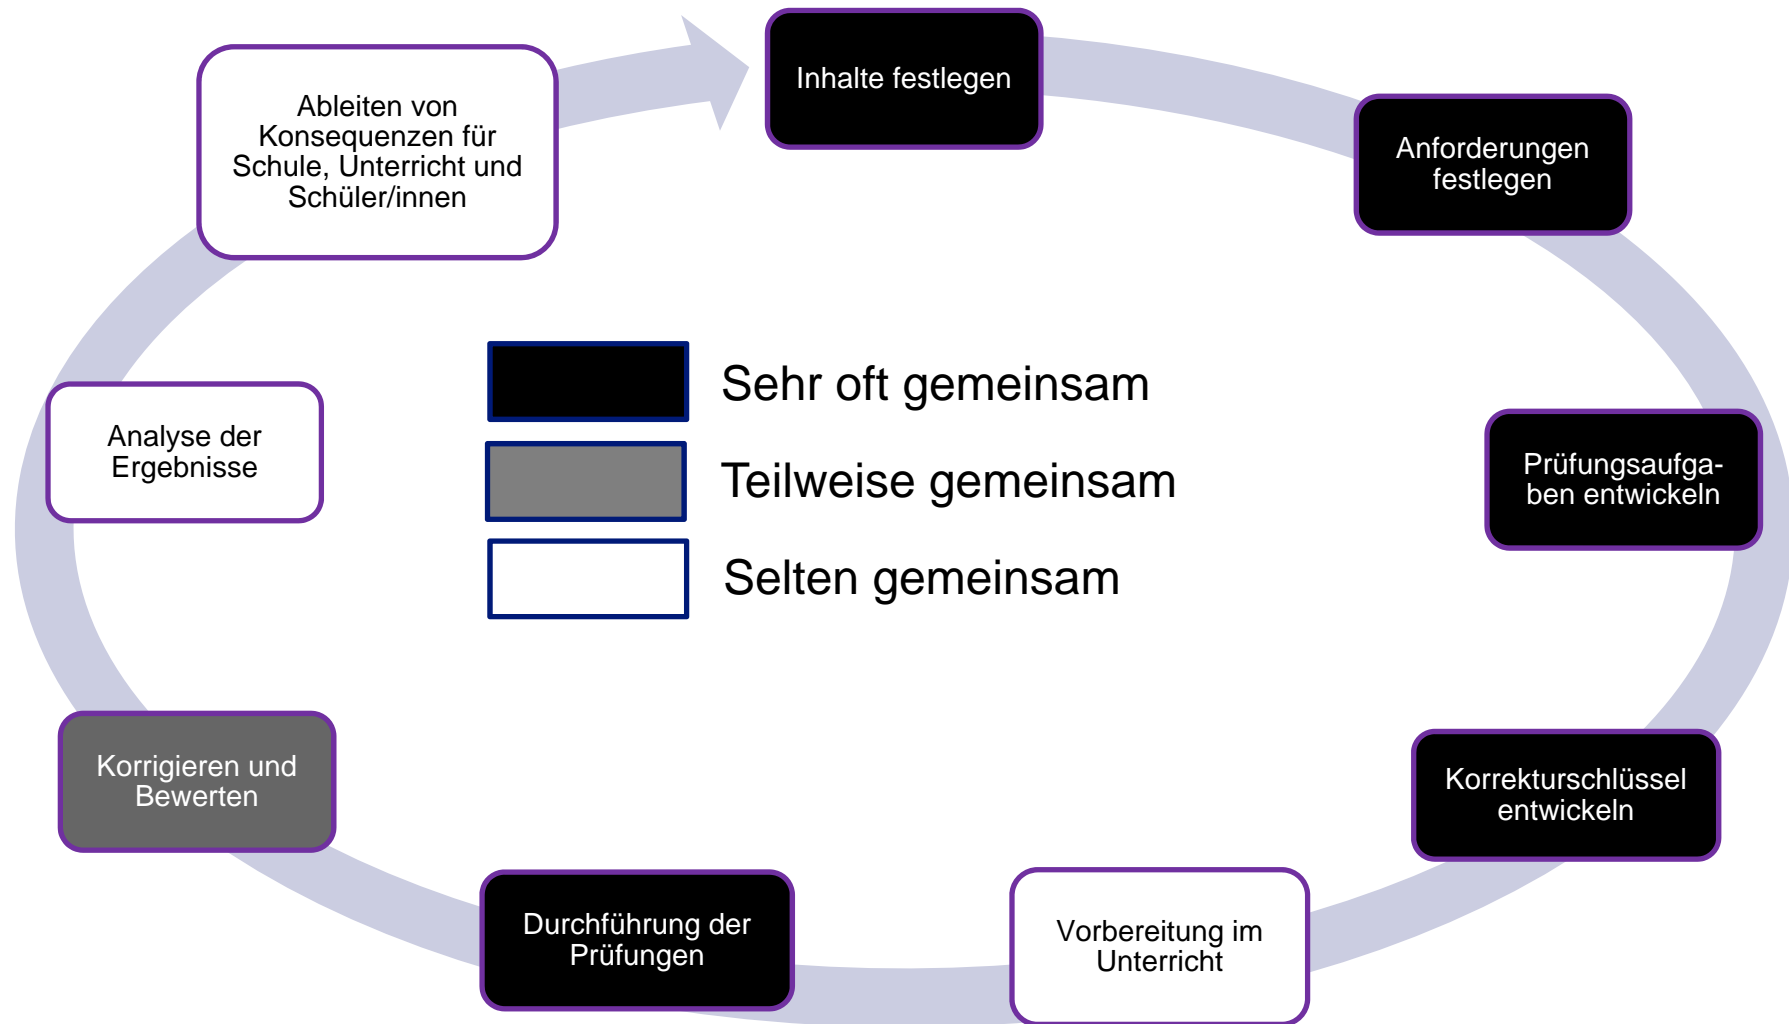 Inhalte festlegen
Anforderungen
festlegen
Prüfungsaufga-
ben entwickeln
Korrekturschlüssel
entwickeln
Vorbereitung im
Unterricht
Durchführung der
Prüfungen
Korrigieren und
Bewerten
Analyse der
Ergebnisse
Ableiten von
Konsequenzen für
Schule, Unterricht und
Schüler/innen
Sehr oft gemeinsam
Teilweise gemeinsam
Selten gemeinsam